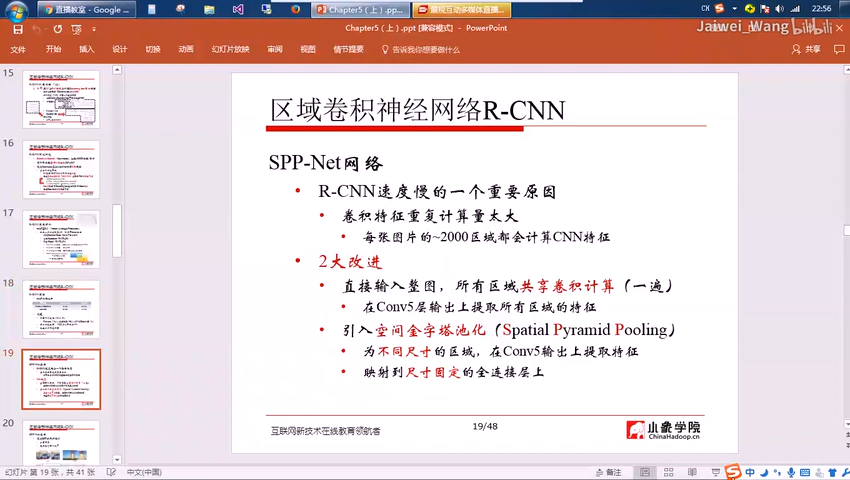 直播教室 - Google ...
Chapter5（上）.ppt...
CH
22:56
Jaiwei_Wang
bilibili
Chapter5（上）.ppt [兼容模式] - PowerPoint
文件
开始
插入
设计
切换
动画
幻灯片放映
审阅
视图
情节提要
告诉我你想要做什么
共享
15
16
17
18
19
20
区域卷积神经网络R-CNN
SPP-Net网络
• R-CNN速度慢的一个重要原因
• 卷积特征重复计算量太大
• 每张图片的~2000区域都会计算CNN特征
• 2大改进
• 直接输入整图，所有区域共享卷积计算（一遍）
• 在Conv5层输出上提取所有区域的特征
• 引入空间金字塔池化（Spatial Pyramid Pooling）
• 为不同尺寸的区域，在Conv5输出上提取特征
• 映射到尺寸固定的全连接层上
互联网新技术在线教育领航者
19/48
小象学院
ChinaHadoop.cn
幻灯片 第 19 张，共 41 张
中文(中国)
备注
中